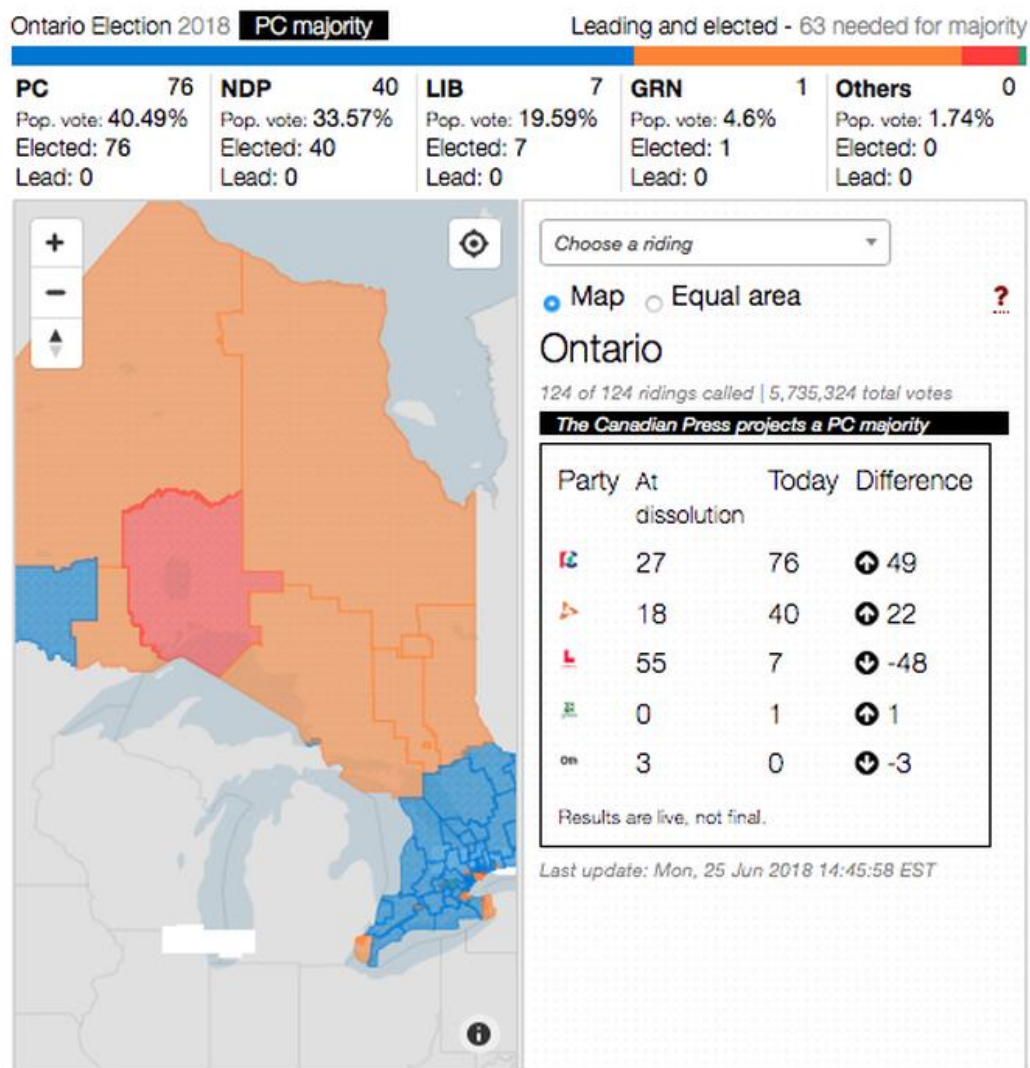 Ontario Election 2018 PC majority Leading and elected - 63 needed for majority
PC 76 NDP 40 LIB 7 GRN 1 Others 0
Pop. vote: 40.49% Pop. vote: 33.57% Pop. vote: 19.59% Pop. vote: 4.6% Pop. vote: 1.74%
Elected: 76 Elected: 40 Elected: 7 Elected: 1 Elected: 0
Lead: 0 Lead: 0 Lead: 0 Lead: 0 Lead: 0
Choose a riding
Map Equal area ?
Ontario
124 of 124 ridings called | 5,735,324 total votes
The Canadian Press projects a PC majority
Party At dissolution Today Difference
27 76 49
18 40 22
L 55 7 -48
0 1 1
Oth 3 0 -3
Results are live, not final.
Last update: Mon, 25 Jun 2018 14:45:58 EST